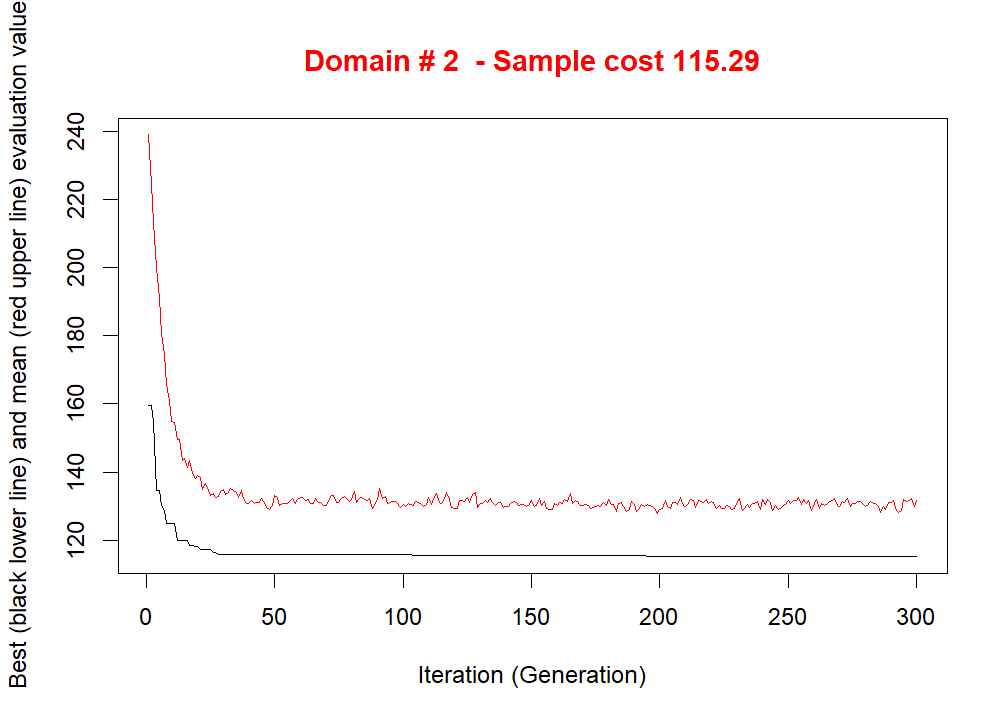 Domain # 2  - Sample cost 115.29
Best (black lower line) and mean (red upper line) evaluation value
240
220
200
180
160
140
120
0 50 100 150 200 250 300
Iteration (Generation)